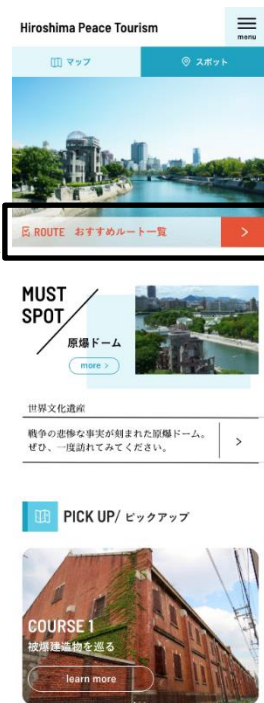 Hiroshima Peace Tourism
menu
マップ
スポット
ROUTE おすすめルート一覧 >
MUST
SPOT
原爆ドーム
more >
世界文化遺産
戦争の悲惨な事実が刻まれた原爆ドーム。
ぜひ、一度訪れてみてください。 >
PICK UP/ ピックアップ
COURSE 1
被爆建造物を巡る
learn more